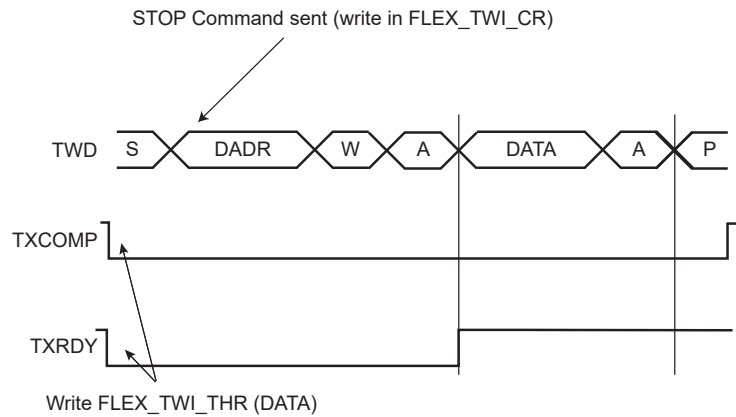 STOP Command sent (write in FLEX_TWI_CR)
TWD S DADR W A DATA A P
TXCOMP
TXRDY
Write FLEX_TWI_THR (DATA)